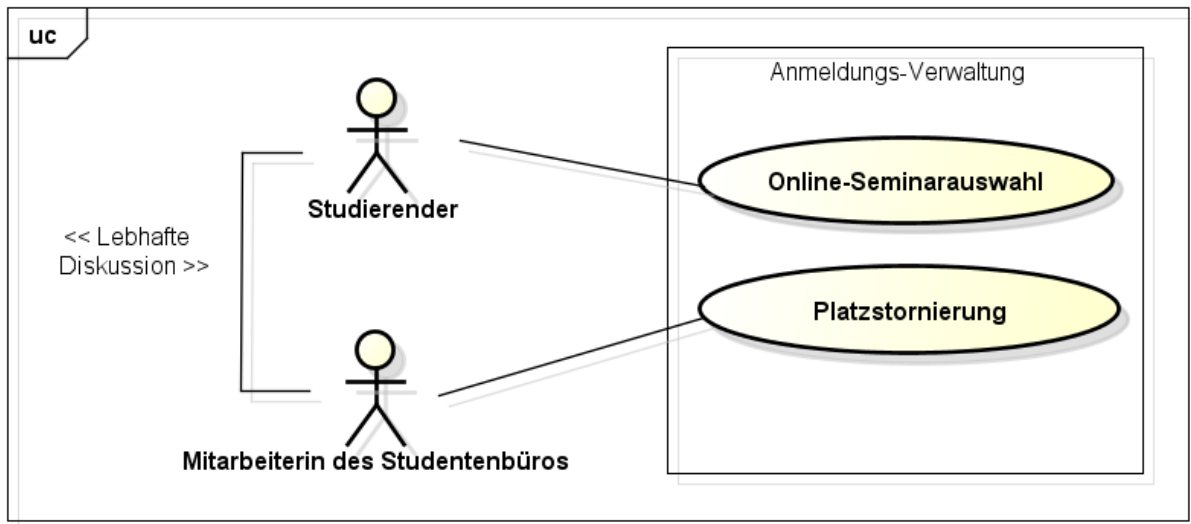 uc
Anmeldungs-Verwaltung
Online-Seminarauswahl
Studierender
<< Lebhafte
Diskussion >>
Platzstornierung
Mitarbeiterin des Studentenbüros